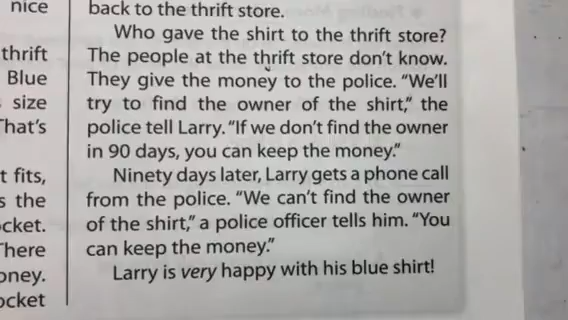 nice
thrift
Blue
size
That's
t fits,
s the
ocket.
There
oney.
ocket
back to the thrift store.
Who gave the shirt to the thrift store?
The people at the thrift store don't know.
They give the money to the police. “We'll
try to find the owner of the shirt,” the
police tell Larry. “If we don't find the owner
in 90 days, you can keep the money.”
Ninety days later, Larry gets a phone call
from the police. “We can't find the owner
of the shirt,” a police officer tells him. “You
can keep the money.”
Larry is very happy with his blue shirt!